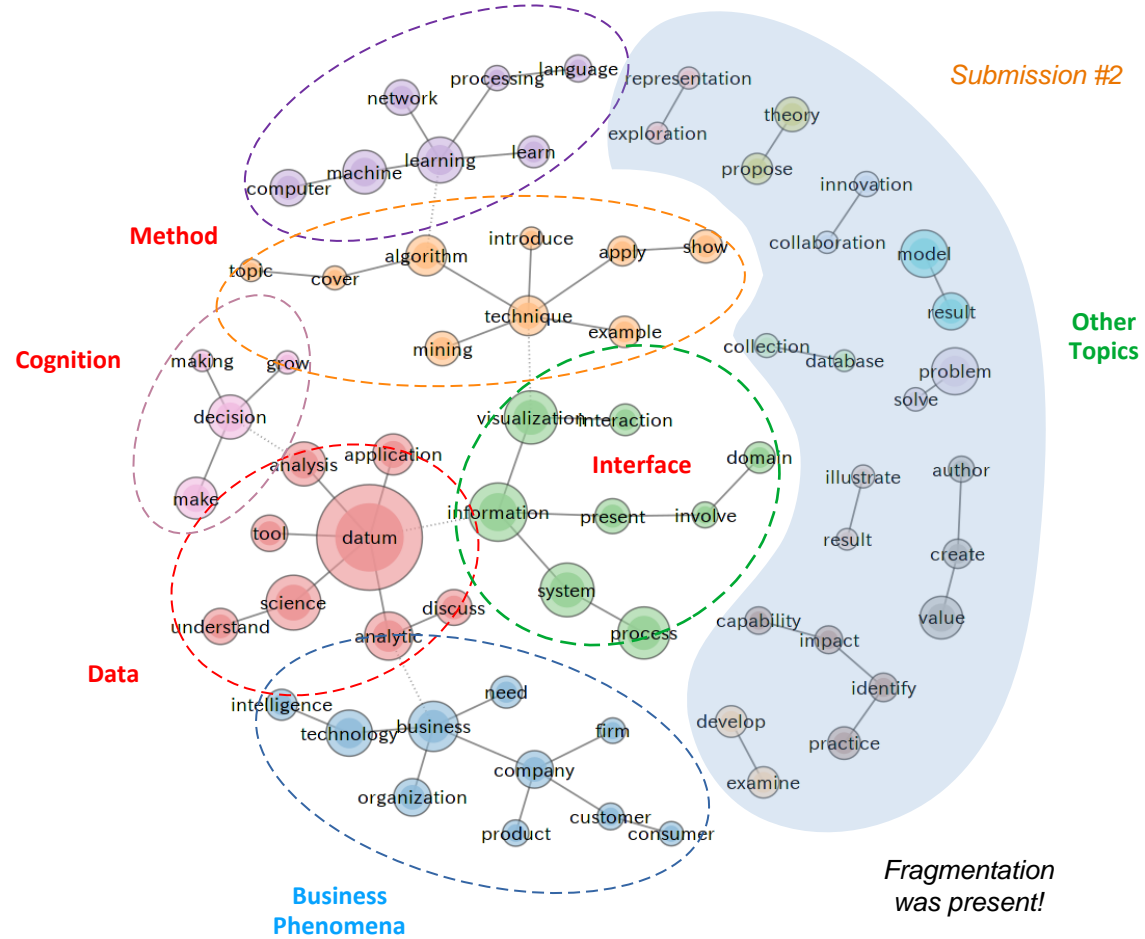 language
processing
representation
Submission #2
network
theory
exploration
learning
learn
machine
propose
computer
innovation
Method
introduce
collaboration
algorithm
apply
show
model
topic
cover
technique
result
Other
Topics
example
mining
collection
Cognition
making
grow
database
problem
solve
decision
visualization
interaction
application
analysis
Interface
domain
author
illustrate
make
information
present
involve
tool
datum
result
create
system
science
discuss
understand
analytic
process
capability
value
impact
Data
identify
need
intelligence
business
develop
technology
firm
practice
company
examine
organization
customer
product
consumer
Fragmentation
was present!
Business
Phenomena